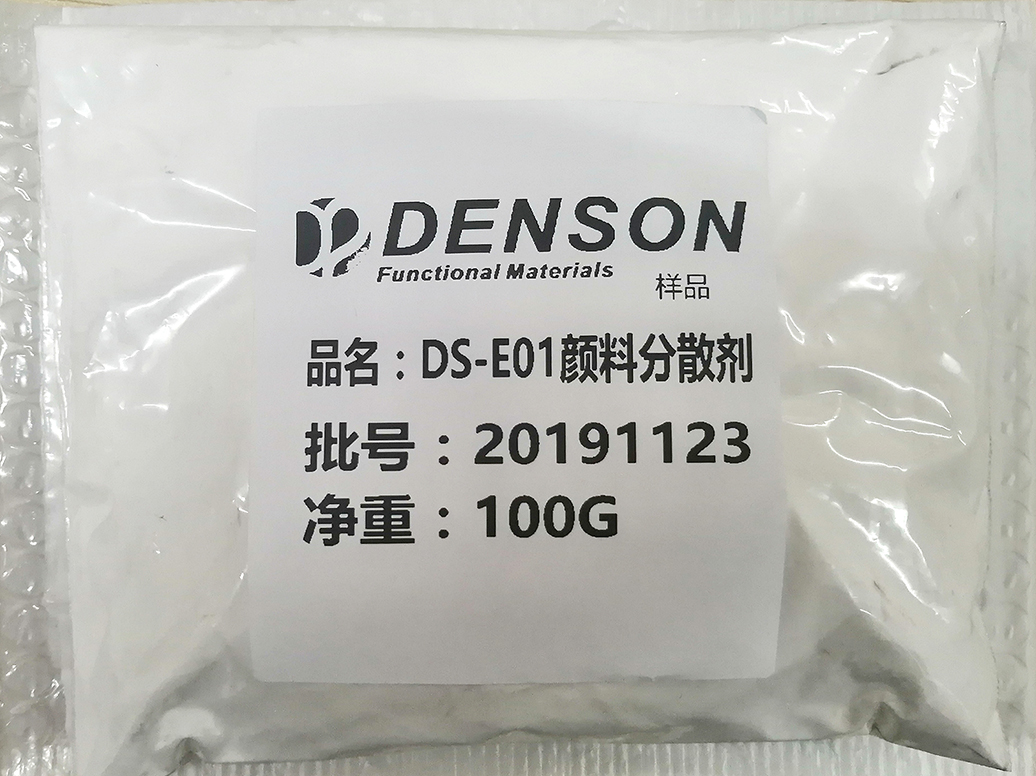 DENSON
Functional Materials
样品
品名：DS-E01颜料分散剂
批号：20191123
净重：100G